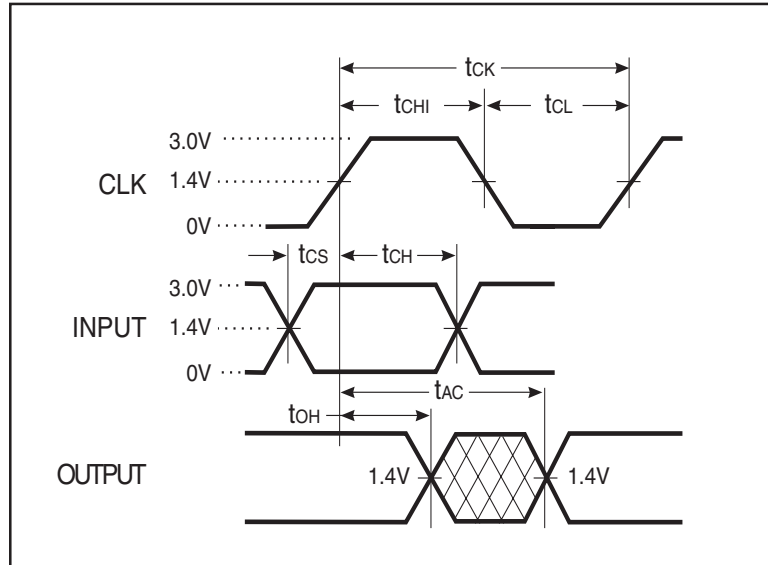 tCK
tCHI tCL
3.0V
CLK 1.4V
0V
tCS tCH
3.0V
INPUT 1.4V
0V
tAC
tOH
OUTPUT 1.4V 1.4V